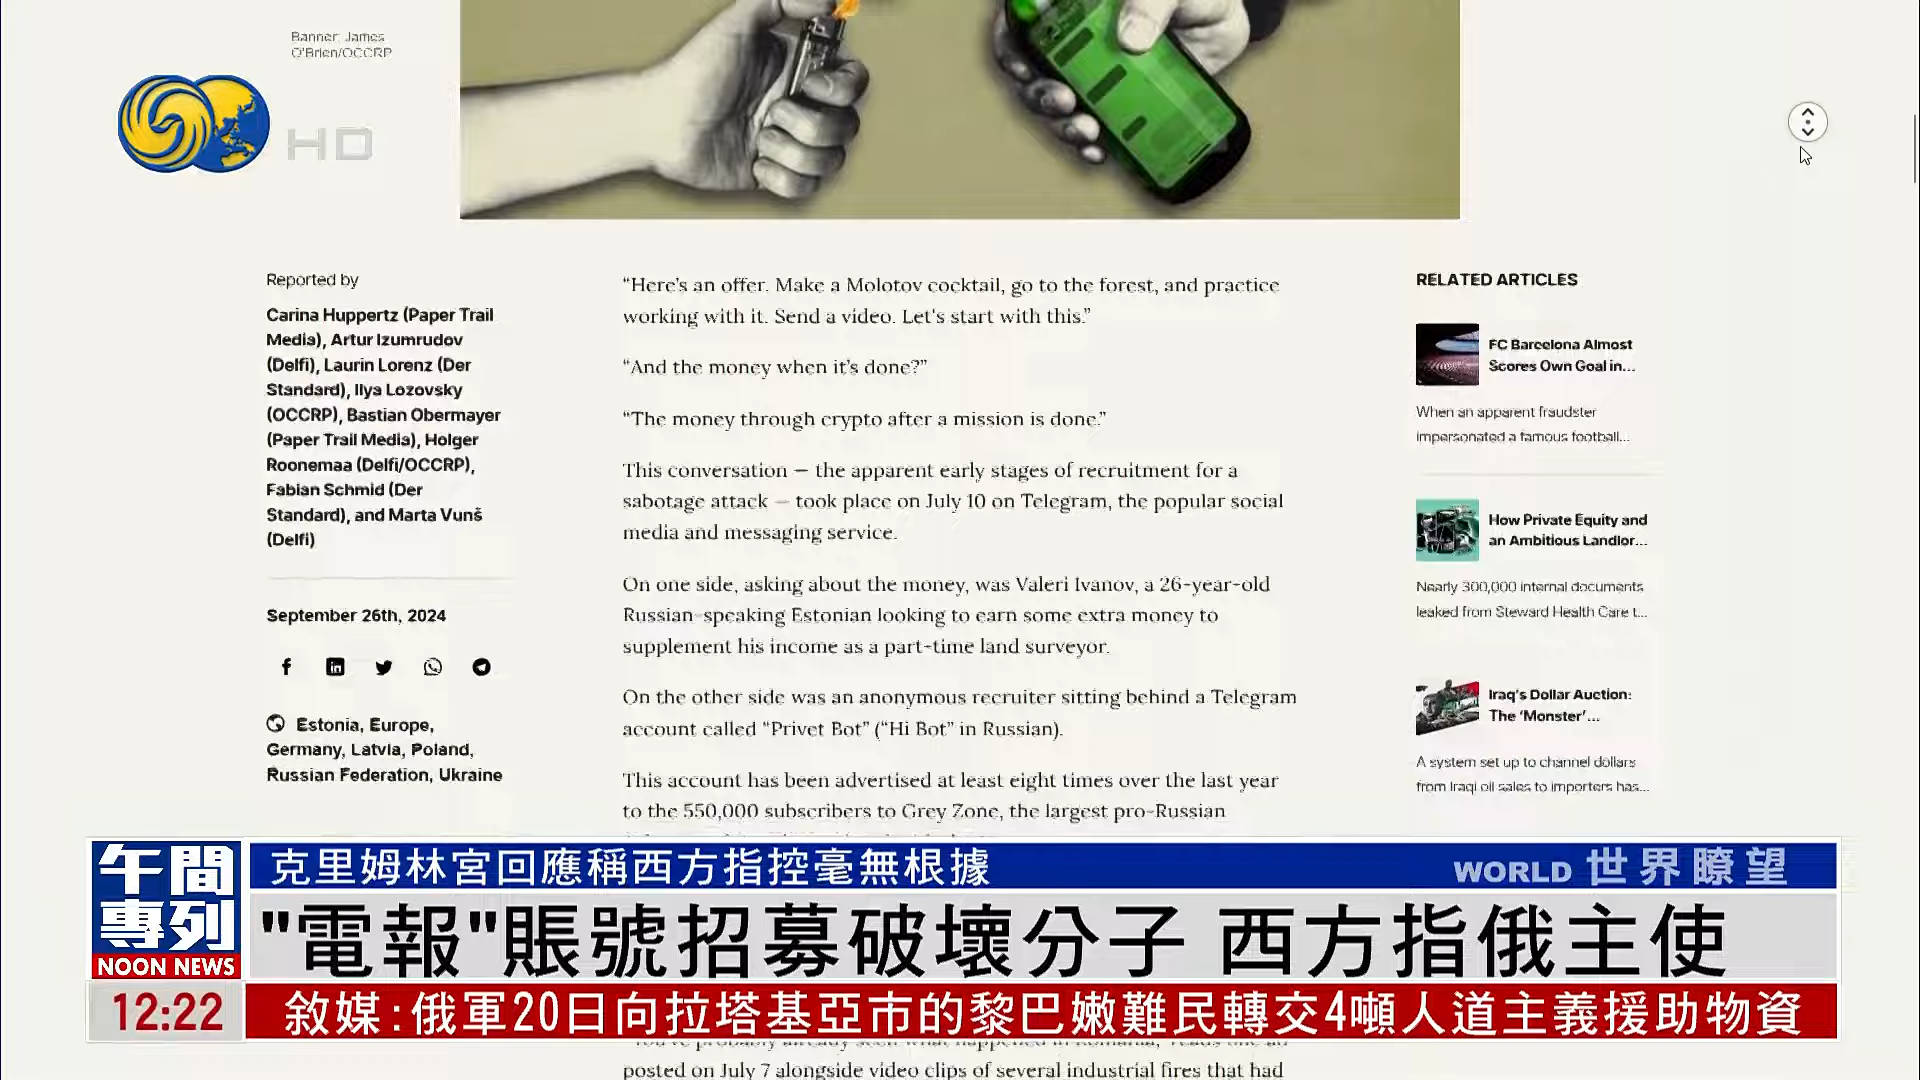 Banner: James
O'Brien/OCCRP
HD
Reported by
Carina Huppertz (Paper Trail
Media), Artur Izumrudov
(Delfi), Laurin Lorenz (Der
Standard), Ilya Lozovsky
(OCCRP), Bastian Obermayer
(Paper Trail Media), Holger
Roonemaa (Delfi/OCCRP),
Fabian Schmid (Der
Standard), and Marta Vunš
(Delfi)
September 26th, 2024
Estonia, Europe,
Germany, Latvia, Poland,
Russian Federation, Ukraine
“Here’s an offer. Make a Molotov cocktail, go to the forest, and practice
working with it. Send a video. Let's start with this.”
“And the money when it’s done?”
“The money through crypto after a mission is done.”
This conversation — the apparent early stages of recruitment for a
sabotage attack — took place on July 10 on Telegram, the popular social
media and messaging service.
On one side, asking about the money, was Valeri Ivanov, a 26-year-old
Russian-speaking Estonian looking to earn some extra money to
supplement his income as a part-time land surveyor.
On the other side was an anonymous recruiter sitting behind a Telegram
account called “Privet Bot” (“Hi Bot” in Russian).
This account has been advertised at least eight times over the last year
to the 550,000 subscribers to Grey Zone, the largest pro-Russian
RELATED ARTICLES
FC Barcelona Almost
Scores Own Goal in...
When an apparent fraudster
impersonated a famous football...
How Private Equity and
an Ambitious Landlor...
Nearly 300,000 internal documents
leaked from Steward Health Care t...
Iraq’s Dollar Auction:
The ‘Monster’...
A system set up to channel dollars
from Iraqi oil sales to importers has...
午間
專列
NOON NEWS
克里姆林宮回應稱西方指控毫無根據
WORLD 世界瞭望
"電報"賬號招募破壞分子 西方指俄主使
12:22
敘媒:俄軍20日向拉塔基亞市的黎巴嫩難民轉交4噸人道主義援助物資
posted on July 7 alongside video clips of several industrial fires that had